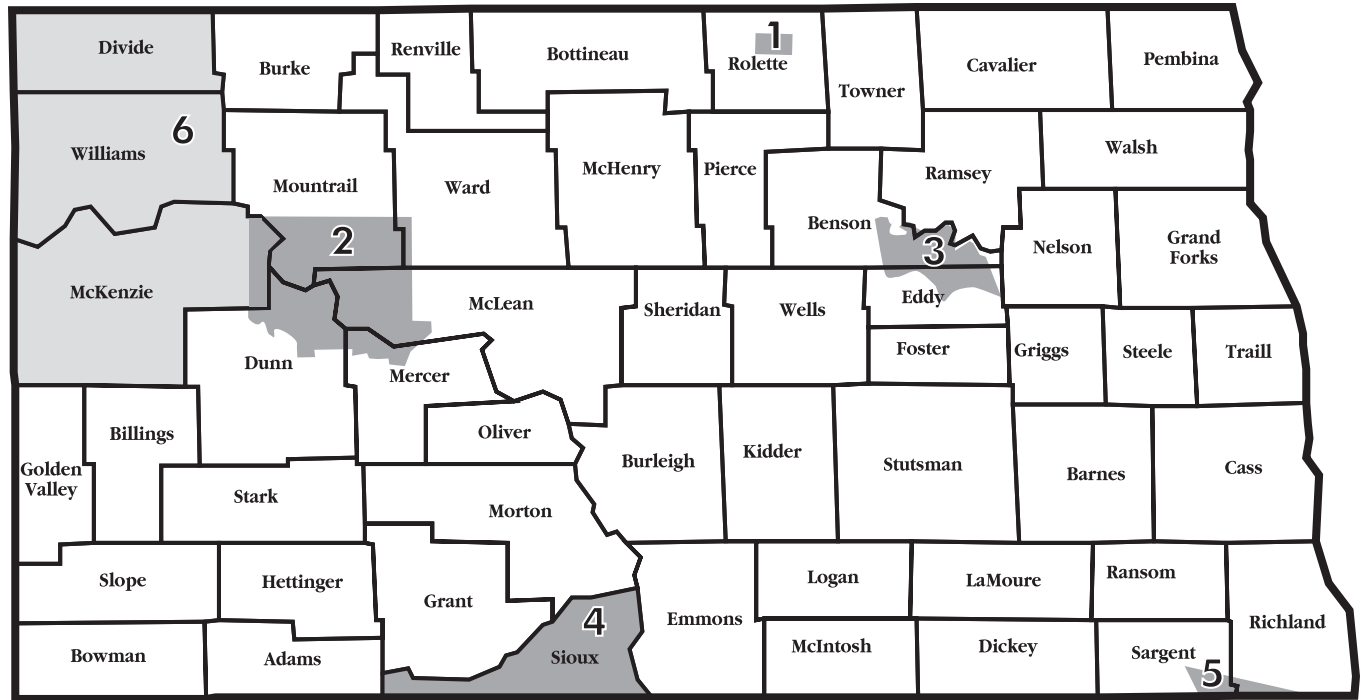 Divide
Burke
Renville
Bottineau
1
Rolette
Towner
Cavalier
Pembina
Williams
6
Mountrail
Ward
McHenry
Pierce
Benson
Ramsey
Walsh
2
3
Nelson
Grand
Forks
McKenzie
McLean
Sheridan
Wells
Eddy
Dunn
Mercer
Foster
Griggs
Steele
Traill
Golden
Valley
Billings
Oliver
Burleigh
Kidder
Stutsman
Barnes
Cass
Stark
Morton
Slope
Hettinger
Grant
4
Sioux
Emmons
Logan
LaMoure
Ransom
Richland
Bowman
Adams
McIntosh
Dickey
Sargent
5